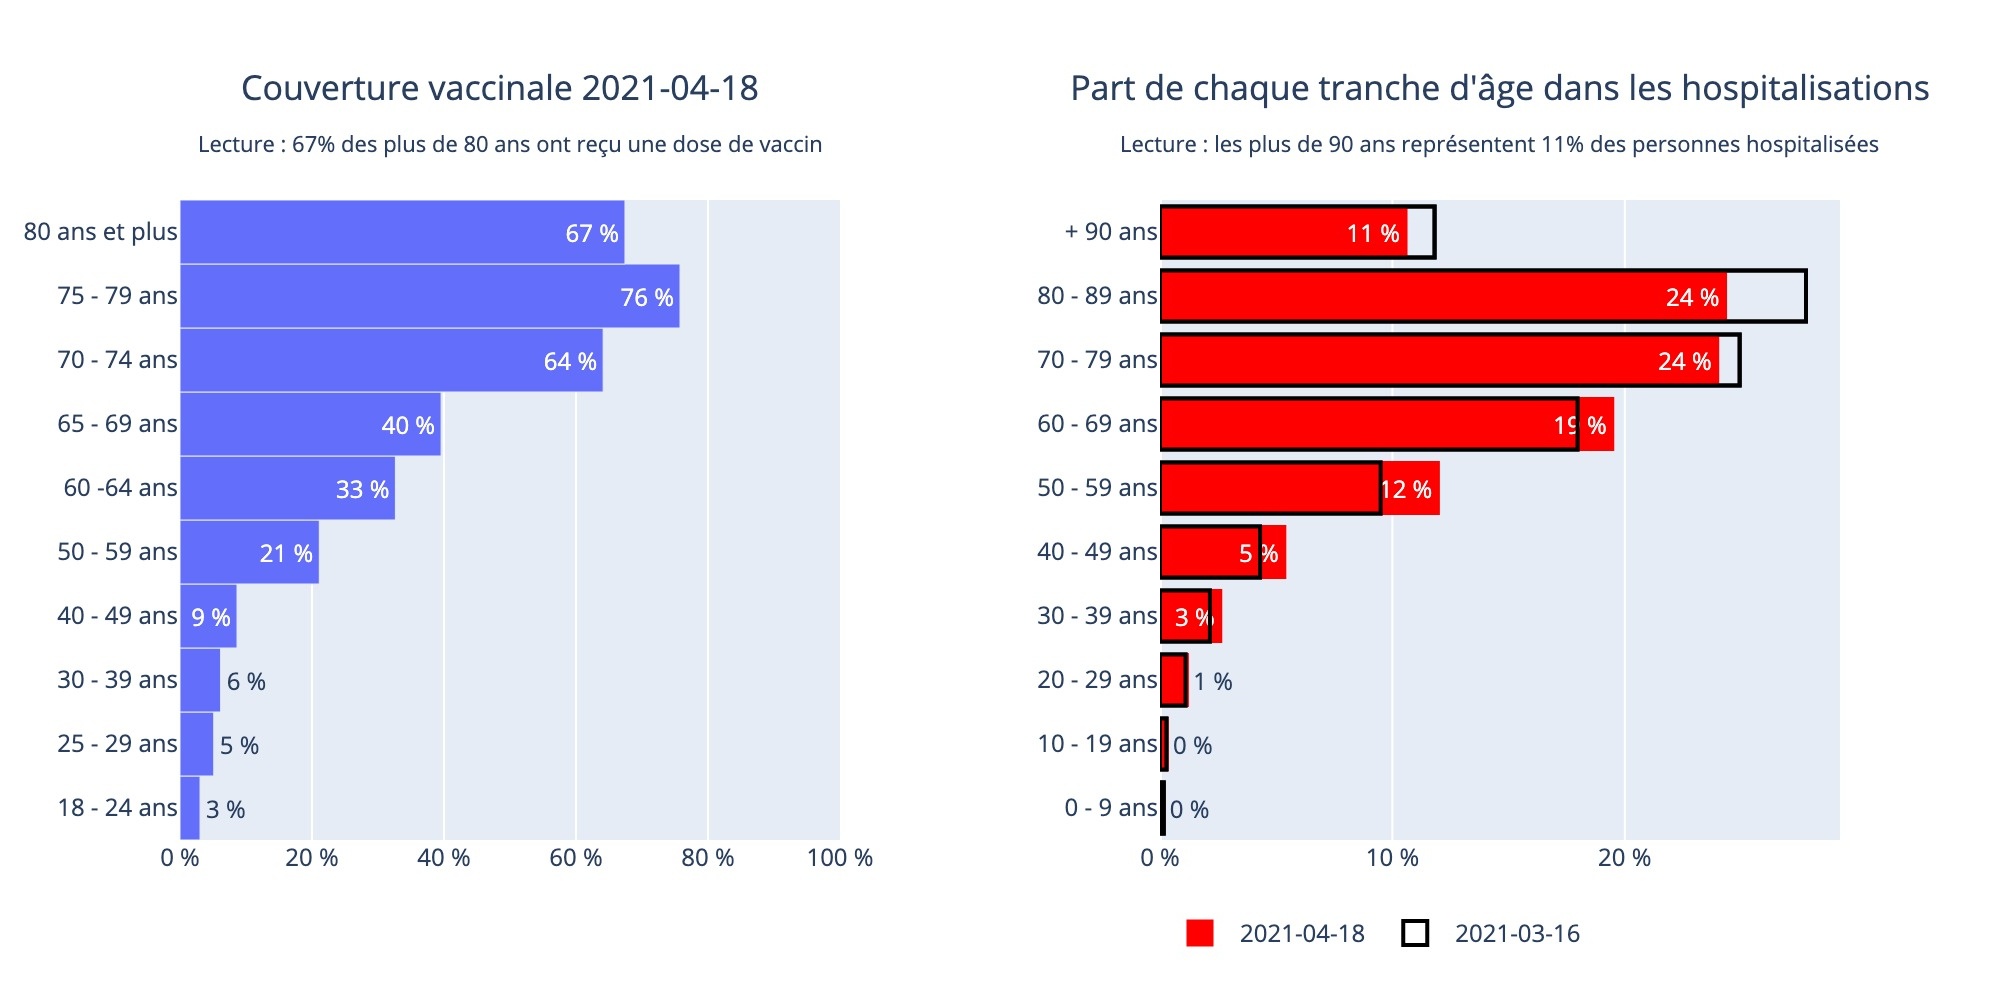 Couverture vaccinale 2021-04-18
Lecture : 67% des plus de 80 ans ont reçu une dose de vaccin
80 ans et plus 67 %
75 - 79 ans 76 %
70 - 74 ans 64 %
65 - 69 ans 40 %
60 -64 ans 33 %
50 - 59 ans 21 %
40 - 49 ans 9 %
30 - 39 ans 6 %
25 - 29 ans 5 %
18 - 24 ans 3 %
0 % 20 % 40 % 60 % 80 % 100 %
Part de chaque tranche d'âge dans les hospitalisations
Lecture : les plus de 90 ans représentent 11% des personnes hospitalisées
+ 90 ans 11 %
80 - 89 ans 24 %
70 - 79 ans 24 %
60 - 69 ans 19 %
50 - 59 ans 12 %
40 - 49 ans 5 %
30 - 39 ans 3 %
20 - 29 ans 1 %
10 - 19 ans 0 %
0 - 9 ans 0 %
0 % 10 % 20 %
2021-04-18 2021-03-16